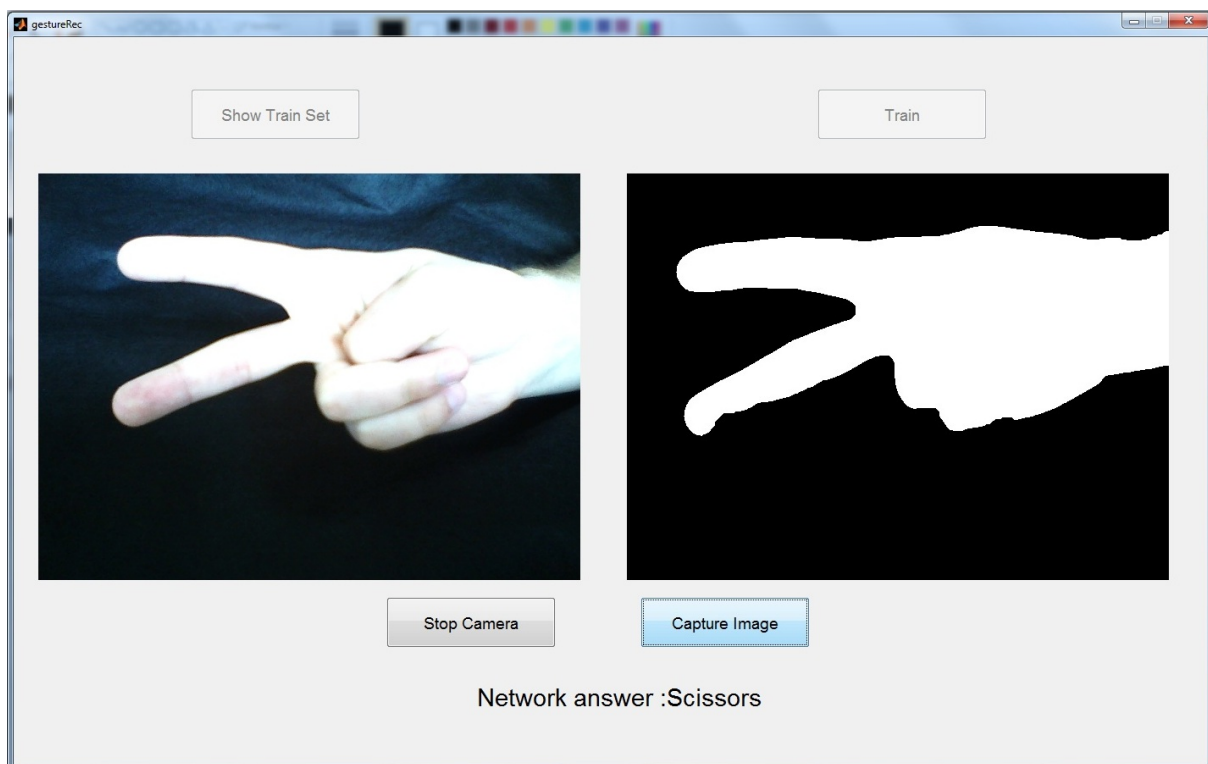 gestureRec
Show Train Set
Train
Stop Camera
Capture Image
Network answer :Scissors